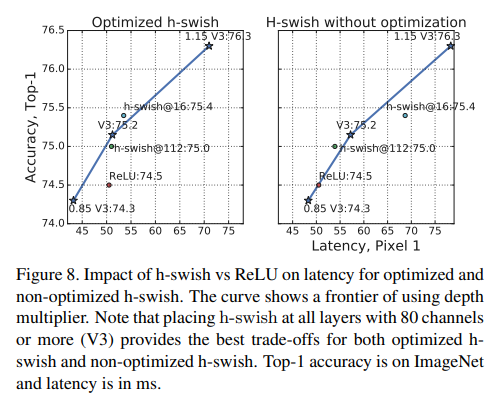 Optimized h-swish
H-swish without optimization
Accuracy, Top-1
76.5
76.0
75.5
75.0
74.5
74.0
1.15 V3:76.3
h-swish@16:75.4
V3:75.2
h-swish@112:75.0
ReLU:74.5
0.85 V3:74.3
45 50 55 60 65 70 75
1.15 V3:76.3
h-swish@16:75.4
V3:75.2
h-swish@112:75.0
ReLU:74.5
0.85 V3:74.3
45 50 55 60 65 70 75
Latency, Pixel 1
Figure 8. Impact of h-swish vs ReLU on latency for optimized and
non-optimized h-swish. The curve shows a frontier of using depth
multiplier. Note that placing h-swish at all layers with 80 channels
or more (V3) provides the best trade-offs for both optimized h-
swish and non-optimized h-swish. Top-1 accuracy is on ImageNet
and latency is in ms.